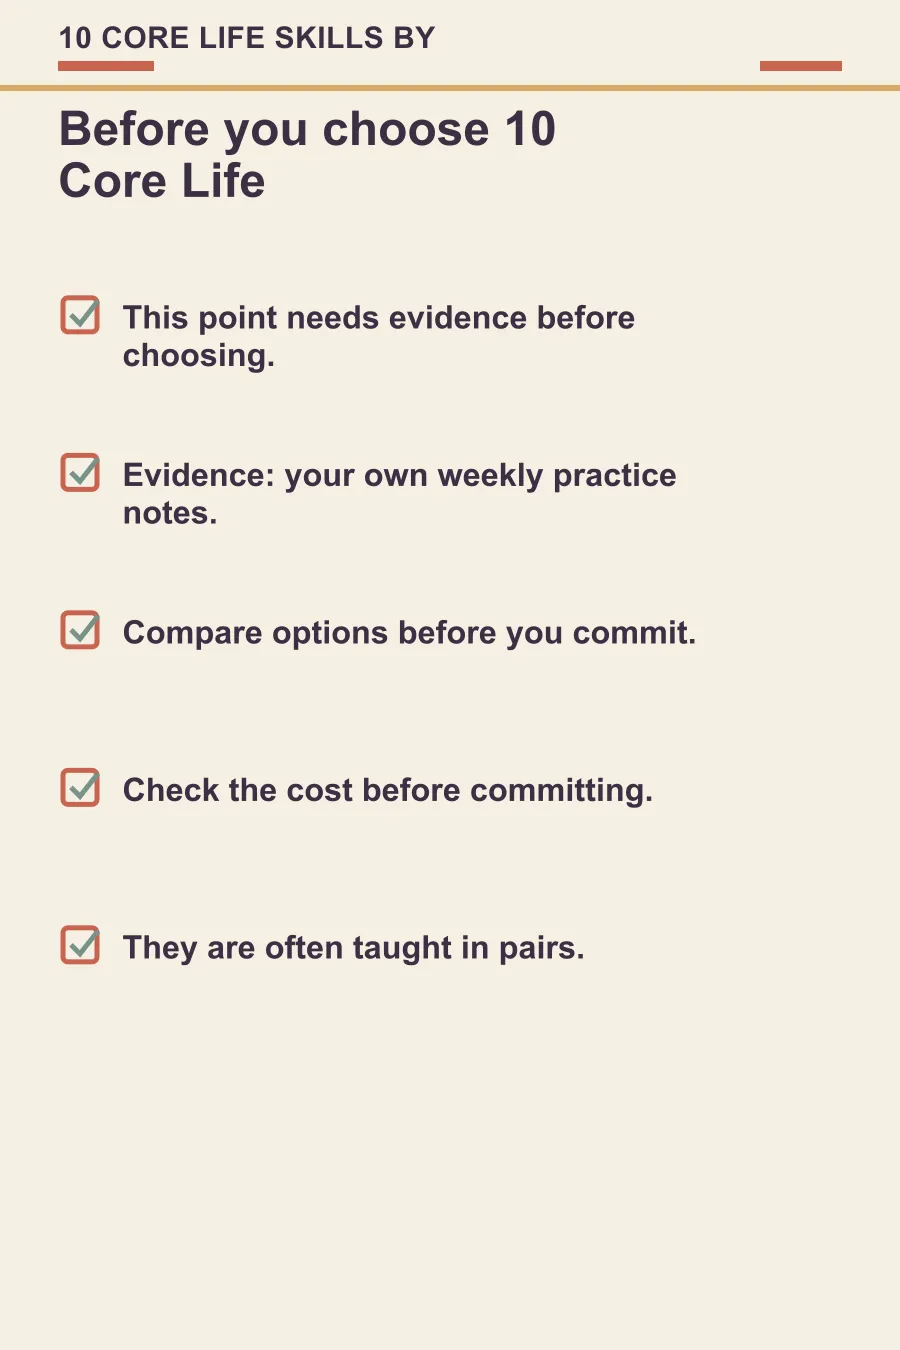 10 CORE LIFE SKILLS BY
Before you choose 10
Core Life
This point needs evidence before
choosing.
Evidence: your own weekly practice
notes.
Compare options before you commit.
Check the cost before committing.
They are often taught in pairs.